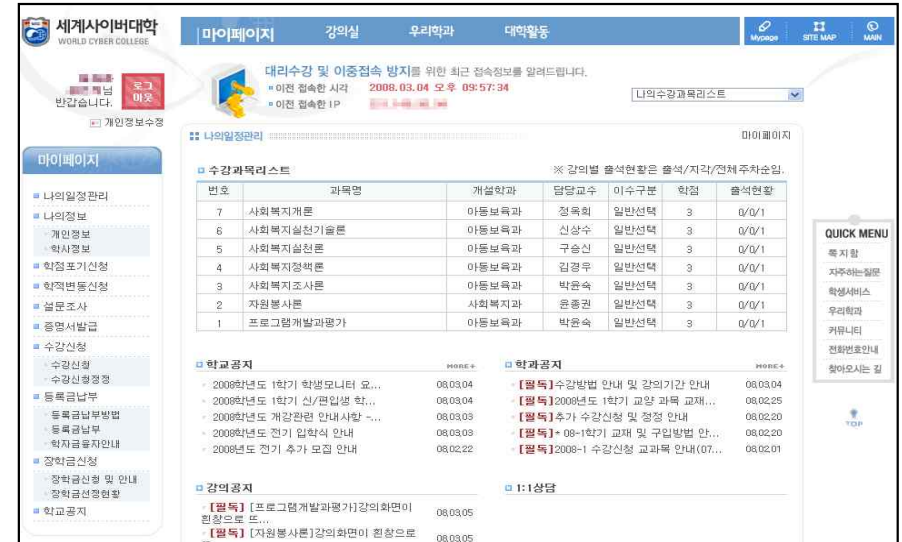 세계사이버대학
WORLD CYBER COLLEGE
마이페이지 강의실 우리학과 대학활동
Mypage SITE MAP MAIN
님
반갑습니다.
로그
아웃
개인정보수정
대리수강 및 이중접속 방지를 위한 최근 접속정보를 알려드립니다.
이전 접속한 시각 2008.03.04 오후 09:57:34
이전 접속한 IP
나의수강과목리스트
나의일정관리
마이페이지
마이페이지
나의일정관리
나의정보
개인정보
학사정보
학점포기신청
학적변동신청
설문조사
증명서발급
수강신청
수강신청
수강신청정정
등록금납부
등록금납부방법
등록금납부
학자금융자안내
장학금신청
장학금신청 및 안내
장학금선정현황
학교공지
수강과목리스트
※ 강의별 출석현황은 출석/지각/전체주차순임.
번호 과목명 개설학과 담당교수 이수구분 학점 출석현황
7 사회복지개론 아동보육과 정옥희 일반선택 3 0/0/1
6 사회복지실천기술론 아동보육과 신상수 일반선택 3 0/0/1
5 사회복지실천론 아동보육과 구승신 일반선택 3 0/0/1
4 사회복지정책론 아동보육과 김경우 일반선택 3 0/0/1
3 사회복지조사론 아동보육과 박윤숙 일반선택 3 0/0/1
2 자원봉사론 사회복지과 윤종권 일반선택 3 0/0/1
1 프로그램개발과평가 아동보육과 박윤숙 일반선택 3 0/0/1
학교공지 MORE+
2008학년도 1학기 학생모니터 요... 08,03,04
2008학년도 1학기 신/편입생 학... 08,03,04
2008학년도 개강관련 안내사항 -... 08,03,03
2008학년도 전기 입학식 안내 08,03,03
2008년도 전기 추가 모집 안내 08,02,22
학과공지 MORE+
[필독]수강방법 안내 및 강의기간 안내 08,03,04
[필독]2008년도 1학기 교양 과목 교재... 08,02,25
[필독]추가 수강신청 및 정정 안내 08,02,20
[필독]+ 08-1학기 교재 및 구입방법 안... 08,02,20
[필독]2008-1 수강신청 교과목 안내(07... 08,02,01
강의공지
[필독] [프로그램개발과평가]강의화면이
흰창으로 뜨... 08,03,05
[필독] [자원봉사론]강의화면이 흰창으로
08,03,05
1:1상담
QUICK MENU
쪽지함
자주하는질문
학생서비스
우리학과
커뮤니티
전화번호안내
찾아오시는 길
TOP